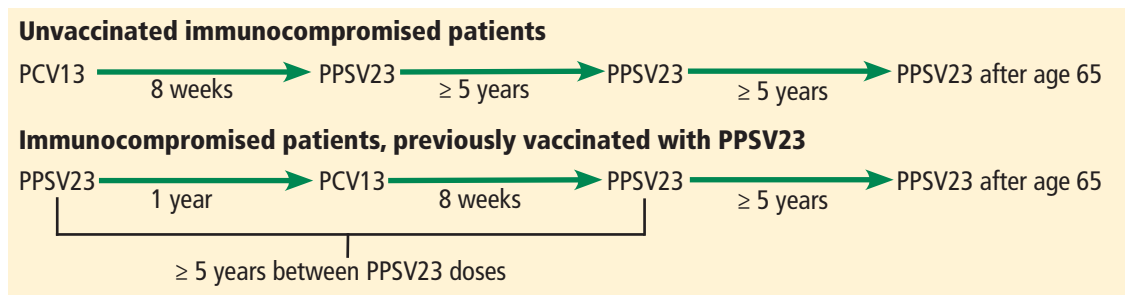 Unvaccinated immunocompromised patients
PCV13 PPSV23 PPSV23 PPSV23 after age 65
8 weeks ≥ 5 years ≥ 5 years
Immunocompromised patients, previously vaccinated with PPSV23
PPSV23 PCV13 PPSV23 PPSV23 after age 65
1 year 8 weeks ≥ 5 years
≥ 5 years between PPSV23 doses